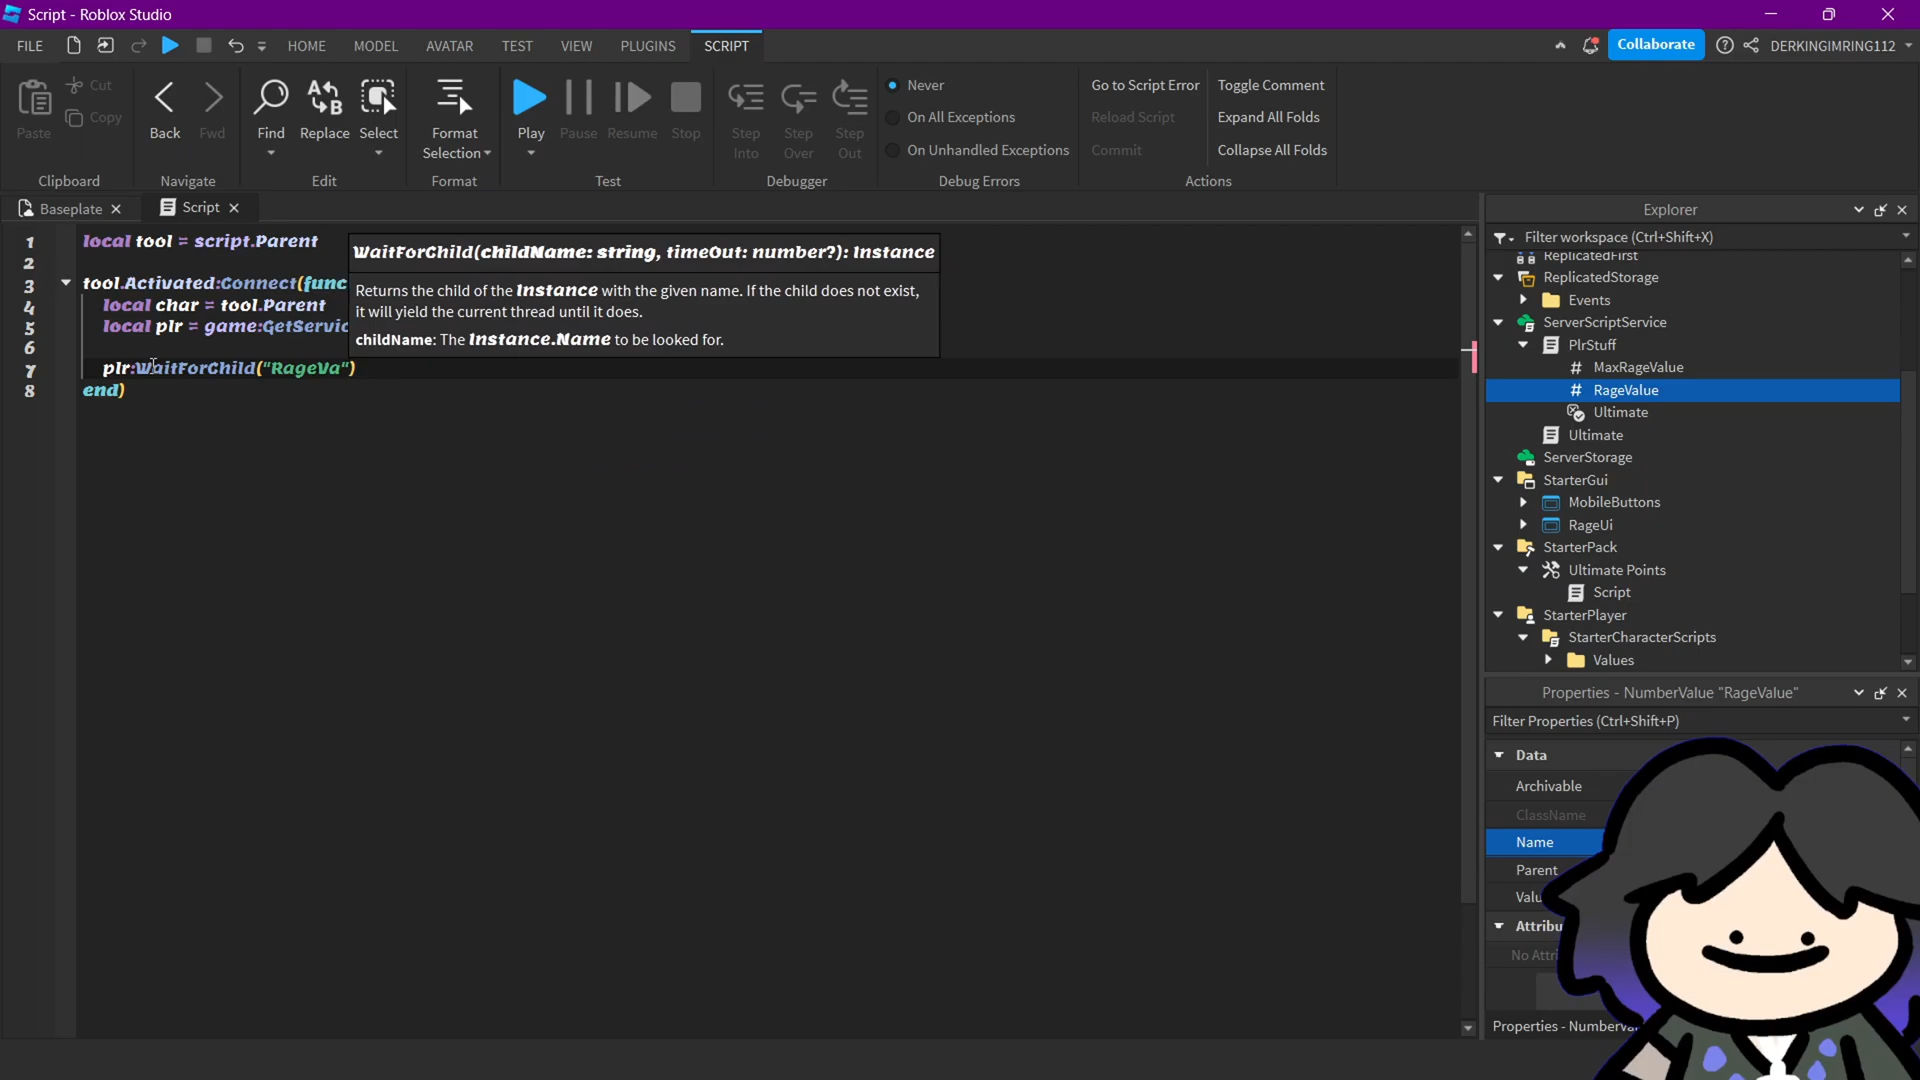 Script - Roblox Studio
FILE HOME MODEL AVATAR TEST VIEW PLUGINS SCRIPT Collaborate DERKINGIMRING112
Paste Cut Copy Back Fwd Find Replace Select Format Selection Play Pause Resume Stop Step Into Step Over Step Out
Never
On All Exceptions
On Unhandled Exceptions
Go to Script Error
Reload Script
Commit
Toggle Comment
Expand All Folds
Collapse All Folds
Clipboard Navigate Edit Format Test Debugger Debug Errors Actions
Baseplate Script
1 local tool = script.Parent
2
3 tool.Activated:Connect(func
4 local char = tool.Parent
5 local plr = game:GetServic
6
7 plr:WaitForChild("RageVa")
8 end)
WaitForChild(childName: string, timeOut: number?): Instance
Returns the child of the Instance with the given name. If the child does not exist,
it will yield the current thread until it does.
childName: The Instance.Name to be looked for.
Explorer
Filter workspace (Ctrl+Shift+X)
ReplicatedFirst
ReplicatedStorage
Events
ServerScriptService
PlrStuff
# MaxRageValue
# RageValue
Ultimate
Ultimate
ServerStorage
StarterGui
MobileButtons
RageUi
StarterPack
Ultimate Points
Script
StarterPlayer
StarterCharacterScripts
Values
Properties - NumberValue "RageValue"
Filter Properties (Ctrl+Shift+P)
Data
Archivable
ClassName
Name
Parent
Valu
Attribu
No Attri
Properties - NumberVa